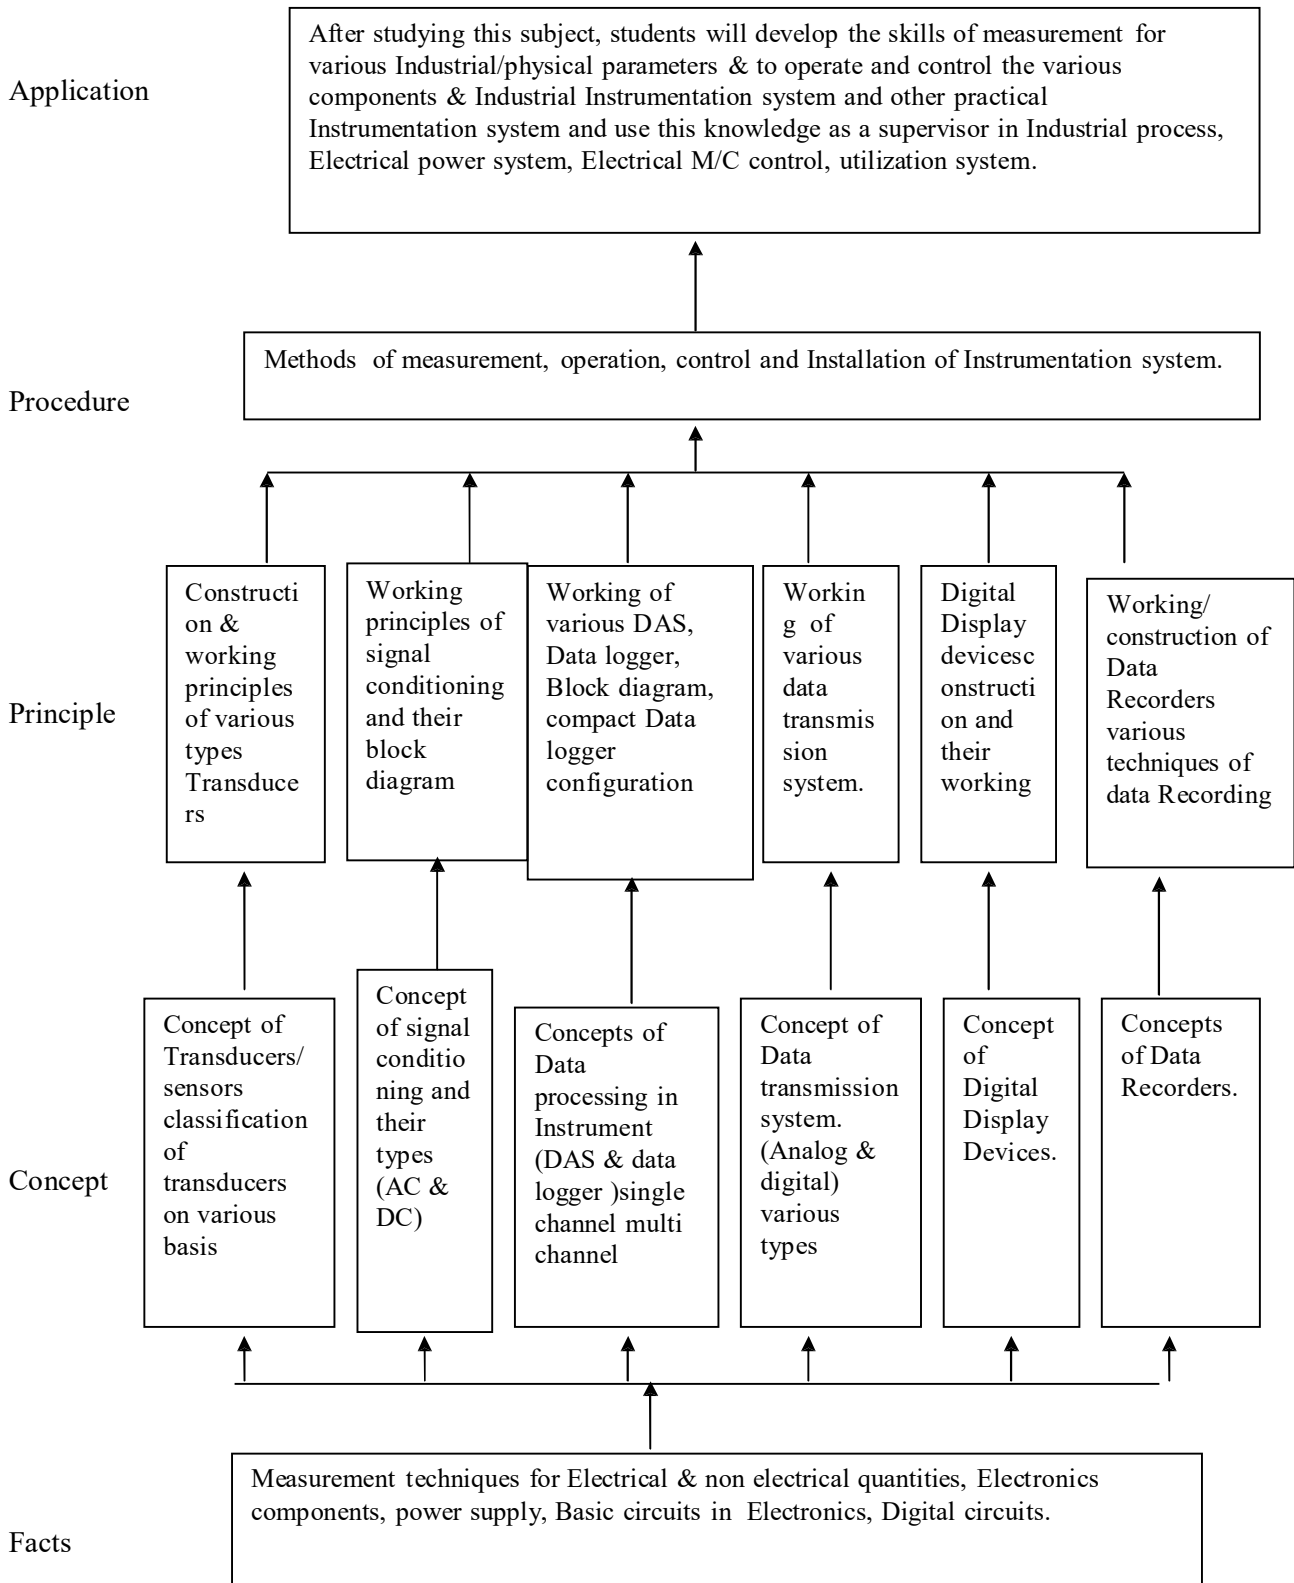 Application
After studying this subject, students will develop the skills of measurement for
various Industrial/physical parameters & to operate and control the various
components & Industrial Instrumentation system and other practical
Instrumentation system and use this knowledge as a supervisor in Industrial process,
Electrical power system, Electrical M/C control, utilization system.
Procedure
Methods of measurement, operation, control and Installation of Instrumentation system.
Principle
Constructi
on &
working
principles
of various
types
Transduce
rs
Working
principles of
signal
conditioning
and their
block
diagram
Working of
various DAS,
Data logger,
Block diagram,
compact Data
logger
configuration
Workin
g of
various
data
transmis
sion
system.
Digital
Display
devicesc
onstructi
on and
their
working
Working/
construction of
Data
Recorders
various
techniques of
data Recording
Concept
Concept of
Transducers/
sensors
classification
of
transducers
on various
basis
Concept
of signal
conditio
ning and
their
types
(AC &
DC)
Concepts of
Data
processing in
Instrument
(DAS & data
logger )single
channel multi
channel
Concept of
Data
transmission
system.
(Analog &
digital)
various
types
Concept
of
Digital
Display
Devices.
Concepts
of Data
Recorders.
Facts
Measurement techniques for Electrical & non electrical quantities, Electronics
components, power supply, Basic circuits in Electronics, Digital circuits.